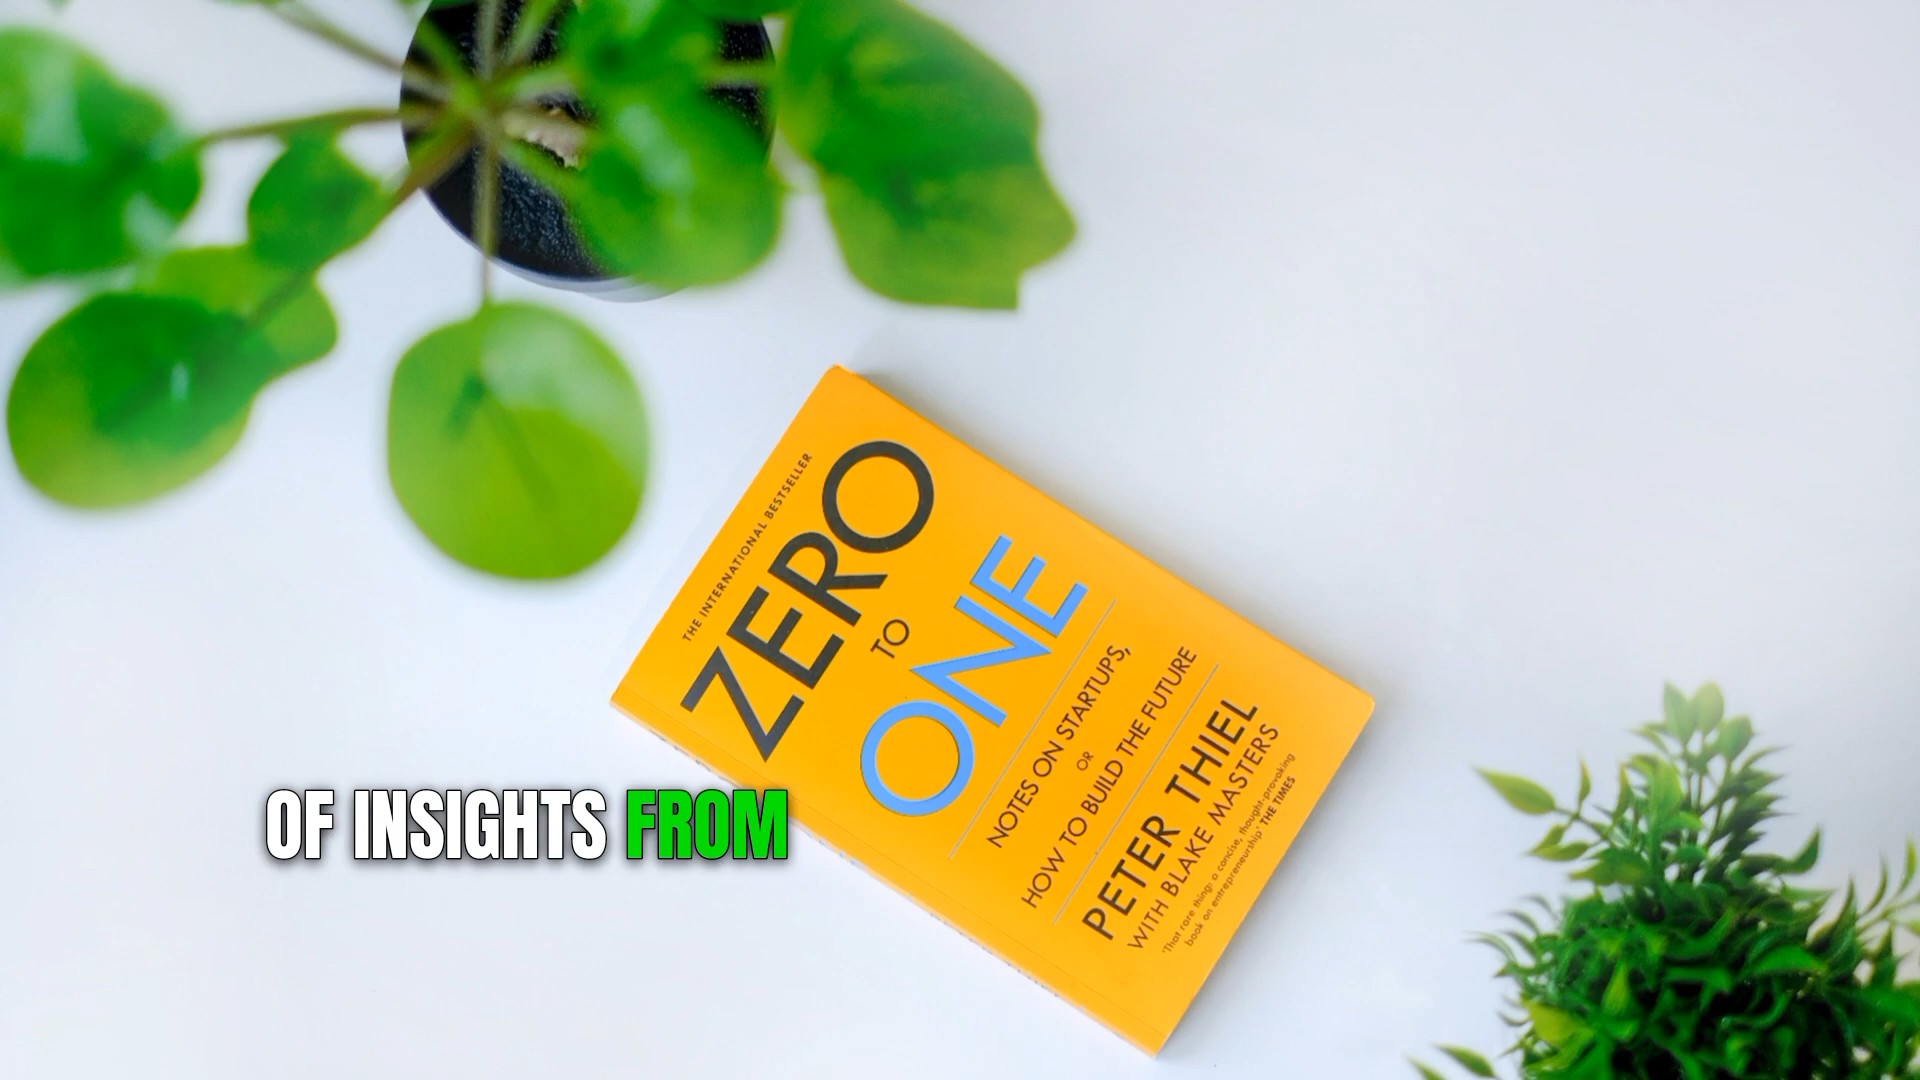 THE INTERNATIONAL BESTSELLER
ZERO
TO
ONE
NOTES ON STARTUPS,
OR
HOW TO BUILD THE FUTURE
PETER THIEL
WITH BLAKE MASTERS
'That rare thing: a concise, thought-provoking
book on entrepreneurship' THE TIMES
OF INSIGHTS FROM